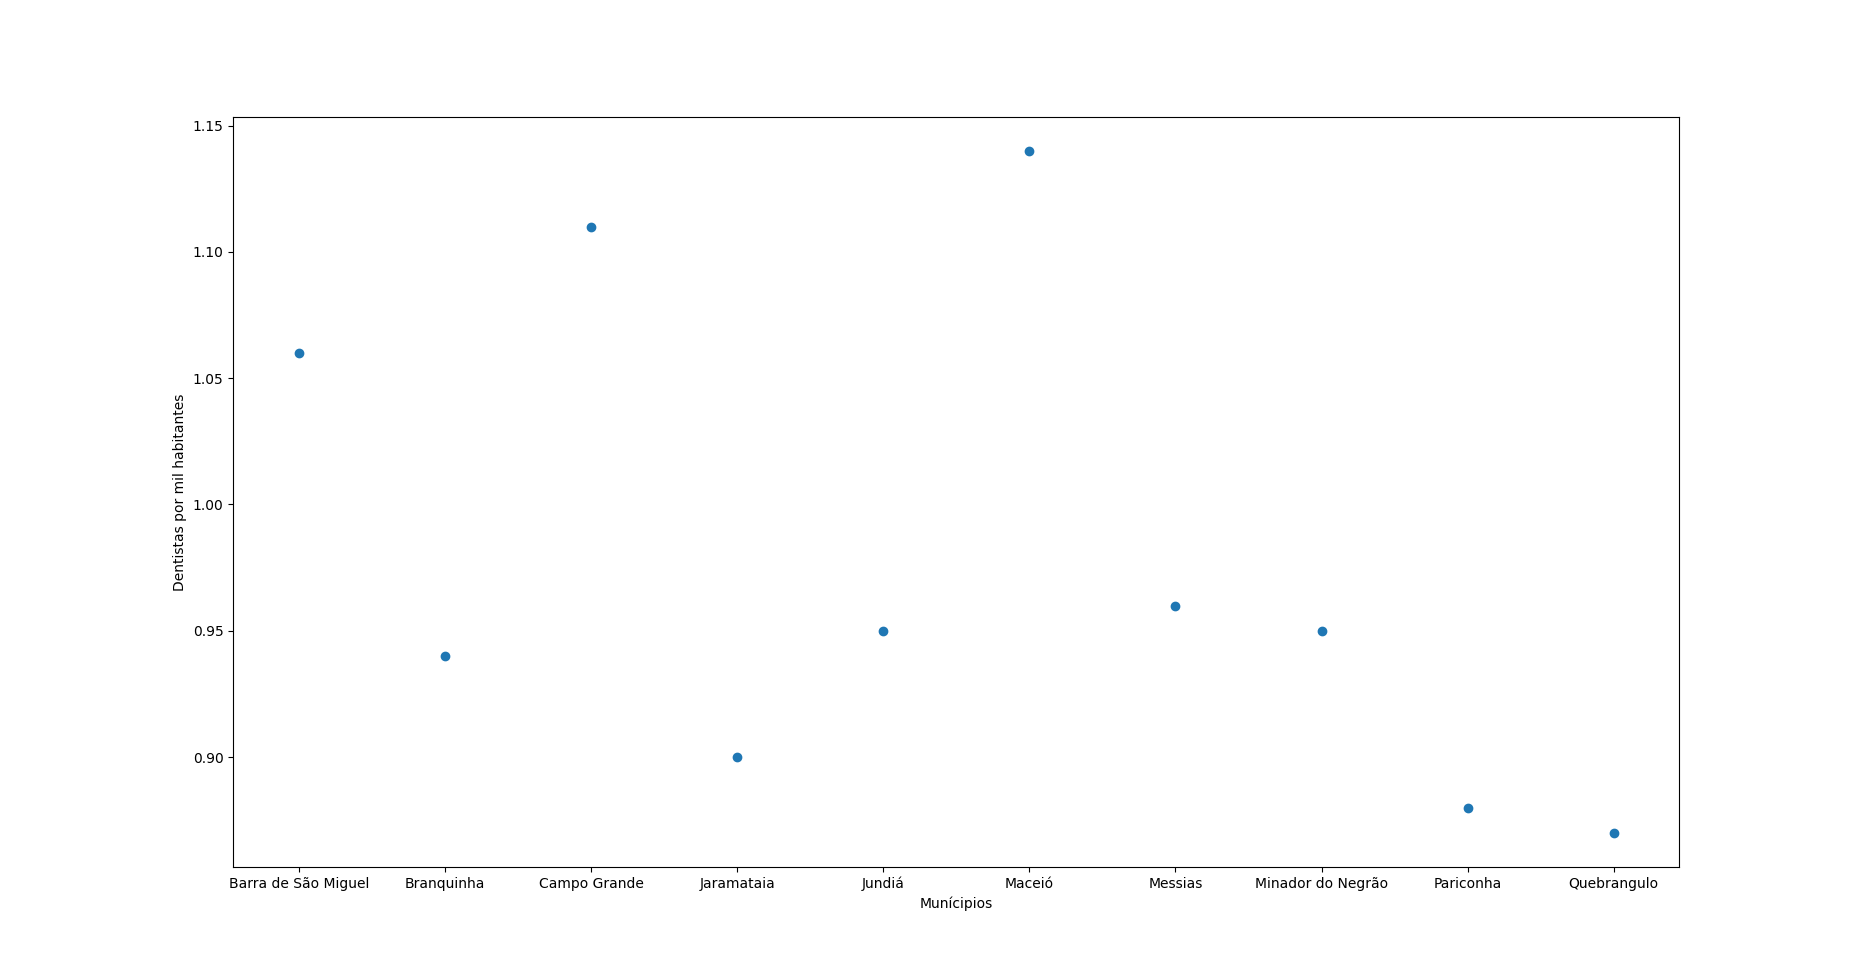 1.15
1.10
1.05
1.00
0.95
0.90
Dentistas por mil habitantes
Barra de São Miguel Branquinha Campo Grande Jaramataia Jundiá Maceió Messias Minador do Negrão Pariconha Quebrangulo
Munícipios